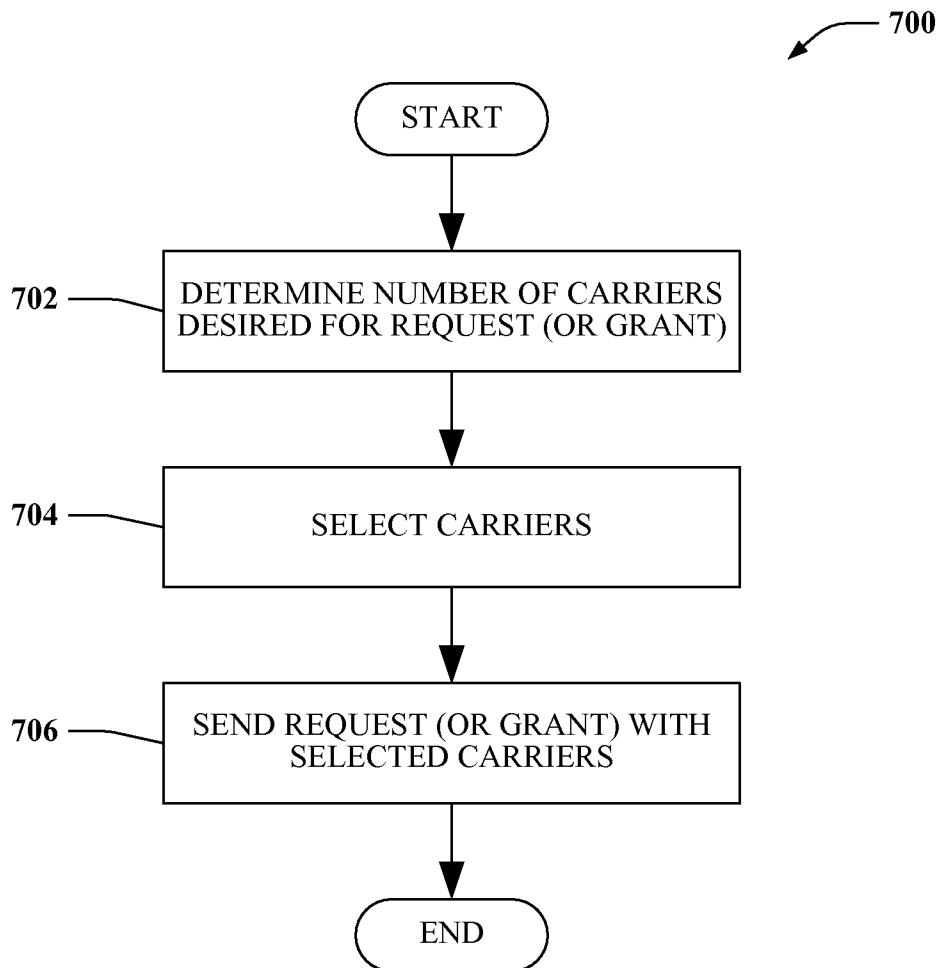 700
START
702
DETERMINE NUMBER OF CARRIERS
DESIRED FOR REQUEST (OR GRANT)
704
SELECT CARRIERS
706
SEND REQUEST (OR GRANT) WITH
SELECTED CARRIERS
END